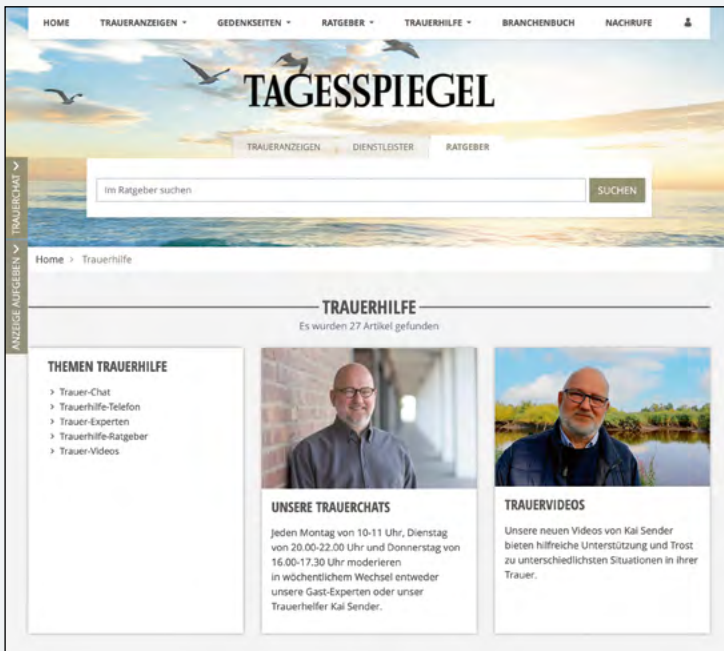 HOME TRAUERANZEIGEN GEDENKSEITEN RATGEBER TRAUERHILFE BRANCHENBUCH NACHRUFE
TAGESSPIEGEL
TRAUERANZEIGEN DIENSTLEISTER RATGEBER
Im Ratgeber suchen SUCHEN
TRAUERCHAT
ANZEIGE AUFGEBEN
Home > Trauerhilfe
TRAUERHILFE
Es wurden 27 Artikel gefunden
THEMEN TRAUERHILFE
> Trauer-Chat
> Trauerhilfe-Telefon
> Trauer-Experten
> Trauerhilfe-Ratgeber
> Trauer-Videos
UNSERE TRAUERCHATS
Jeden Montag von 10-11 Uhr, Dienstag
von 20.00-22.00 Uhr und Donnerstag von
16.00-17.30 Uhr moderieren
in wöchentlichem Wechsel entweder
unsere Gast-Experten oder unser
Trauerhelfer Kai Sender.
TRAUERVIDEOS
Unsere neuen Videos von Kai Sender
bieten hilfreiche Unterstützung und Trost
zu unterschiedlichsten Situationen in ihrer
Trauer.